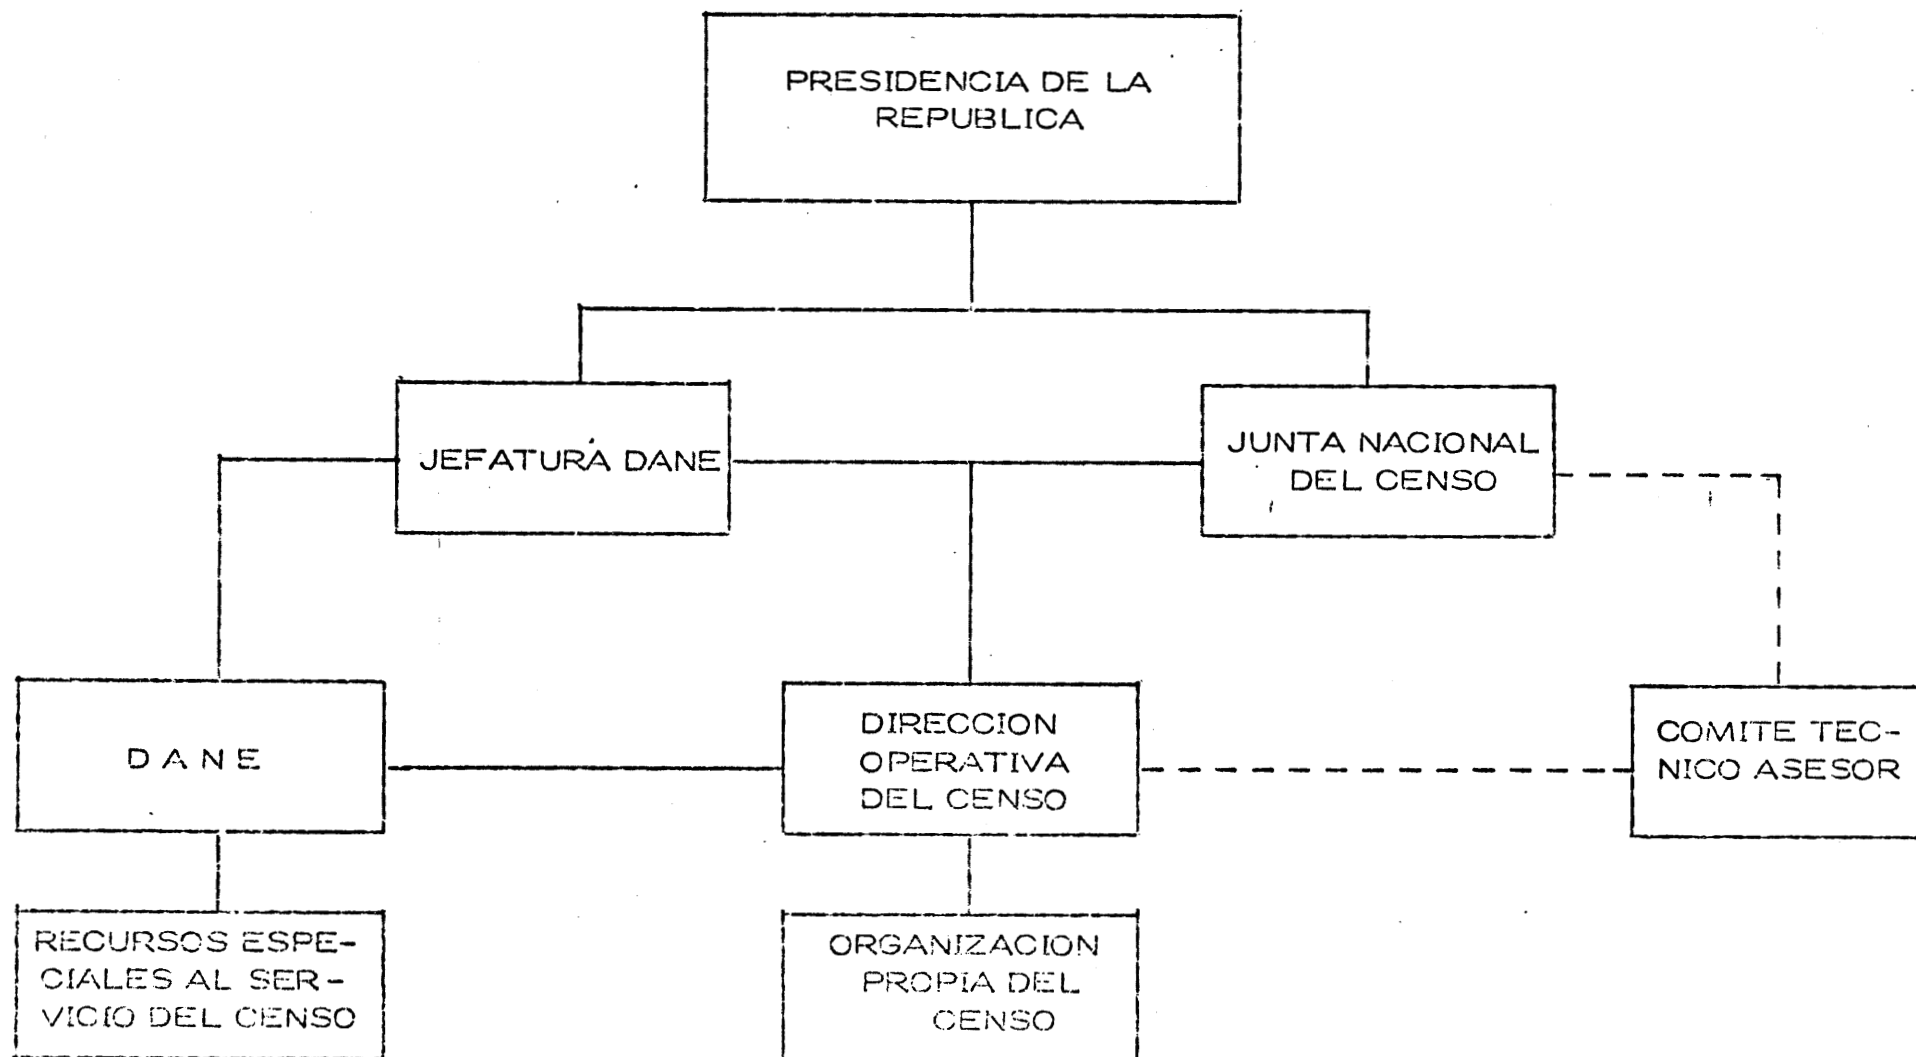 PRESIDENCIA DE LA
REPUBLICA
JEFATURA DANE
JUNTA NACIONAL
DEL CENSO
D A N E
DIRECCION
OPERATIVA
DEL CENSO
COMITE TEC-
NICO ASESOR
RECURSOS ESPE-
CIALES AL SER-
VICIO DEL CENSO
ORGANIZACION
PROPIA DEL
CENSO